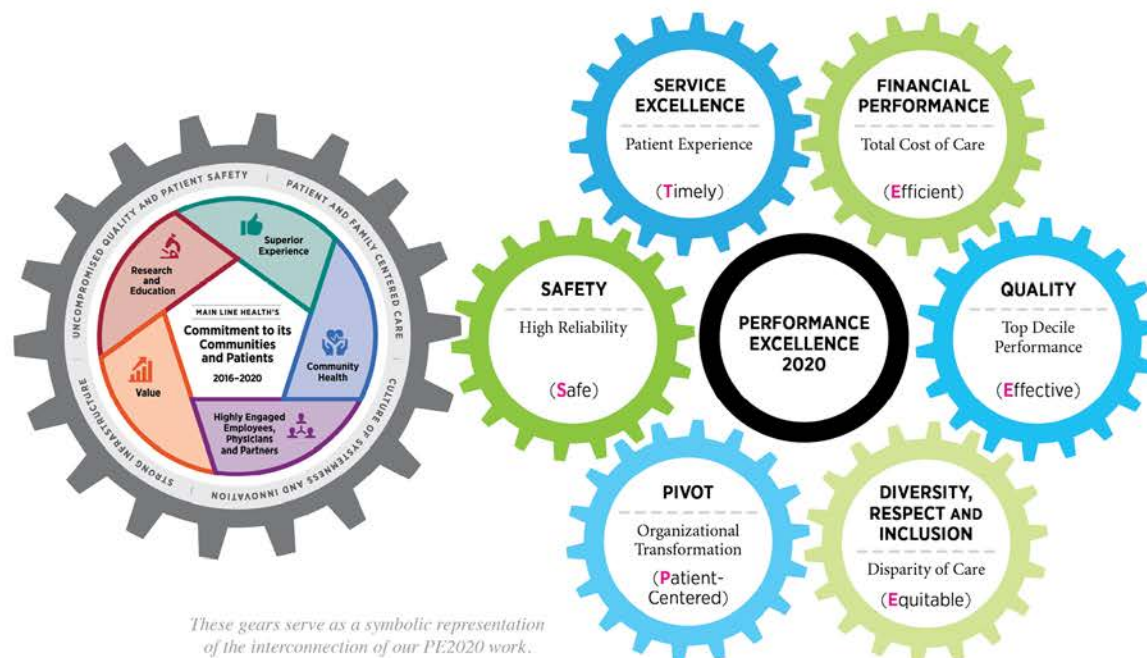 UNCOMPROMISED QUALITY AND PATIENT SAFETY
PATIENT AND FAMILY CENTERED CARE
CULTURE OF SYSTEMNESS AND INNOVATION
STRONG INFRASTRUCTURE
Superior
Experience
Research
and
Education
MAIN LINE HEALTH'S
Commitment to its
Communities
and Patients
2016–2020
Community
Health
Value
Highly Engaged
Employees,
Physicians
and Partners
SERVICE
EXCELLENCE
Patient Experience
(Timely)
FINANCIAL
PERFORMANCE
Total Cost of Care
(Efficient)
SAFETY
High Reliability
(Safe)
PERFORMANCE
EXCELLENCE
2020
QUALITY
Top Decile
Performance
(Effective)
PIVOT
Organizational
Transformation
(Patient-
Centered)
DIVERSITY,
RESPECT AND
INCLUSION
Disparity of Care
(Equitable)
These gears serve as a symbolic representation
of the interconnection of our PE2020 work.